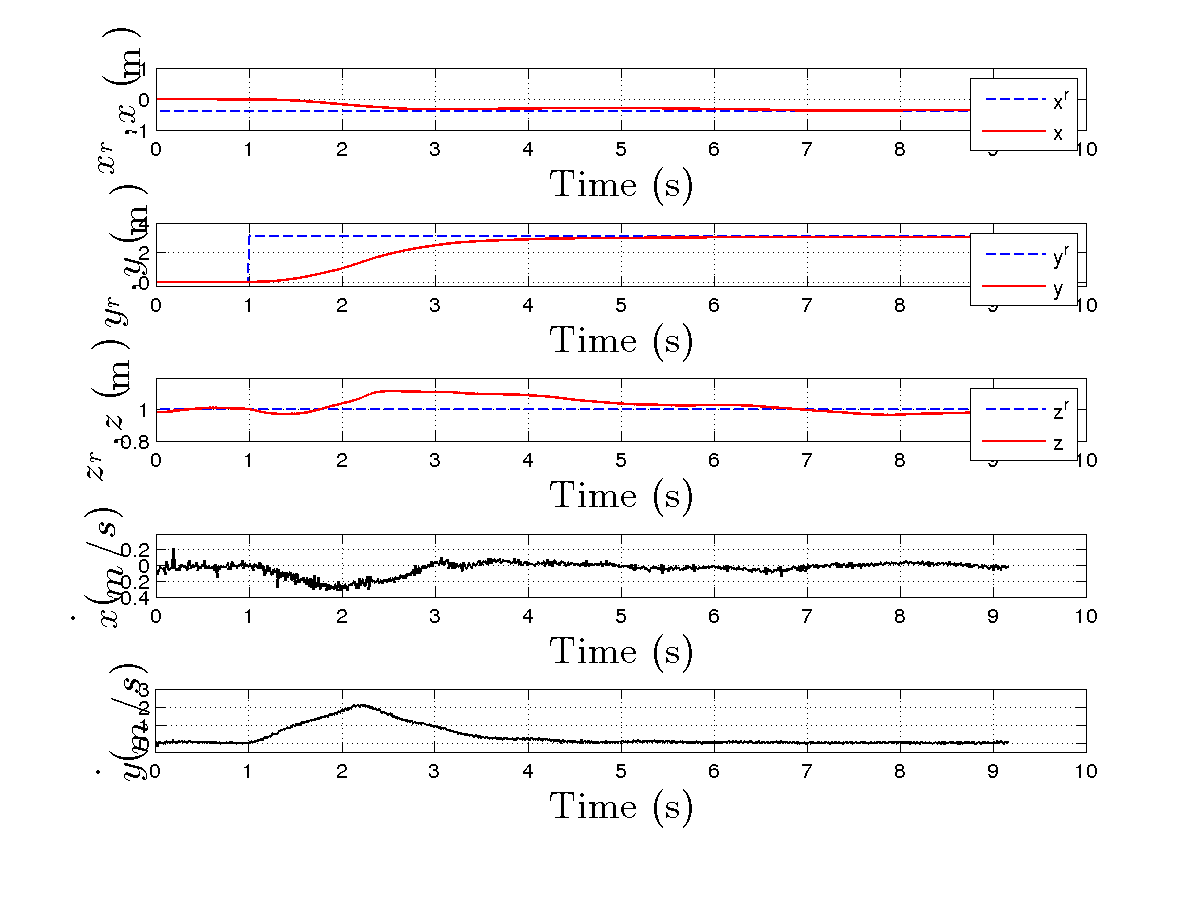 x^r, x (m)
1
0
-1
0 1 2 3 4 5 6 7 8 9 10
Time (s)
x^r
x
y^r, y (m)
4
2
0
0 1 2 3 4 5 6 7 8 9 10
Time (s)
y^r
y
z^r, z (m)
1
0.8
0 1 2 3 4 5 6 7 8 9 10
Time (s)
z^r
z
ẋ(m/s)
0.2
0
-0.2
-0.4
0 1 2 3 4 5 6 7 8 9 10
Time (s)
ẏ(m/s)
3
2
1
0
0 1 2 3 4 5 6 7 8 9 10
Time (s)